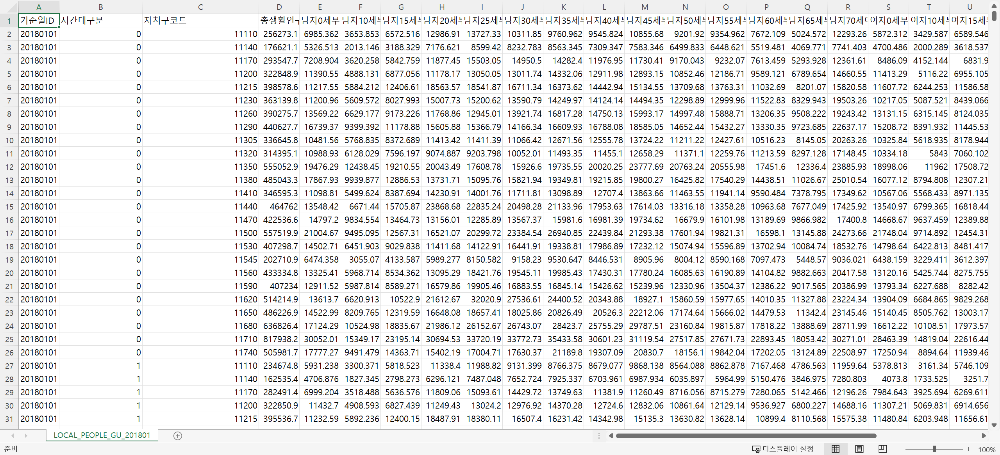 A B C D E F G H I J K L M N O P Q R S T U
1 기준일ID 시간대구분 자치구코드 총생활인구 남자0세부 남자10세부 남자15세부 남자20세부 남자25세부 남자30세부 남자35세부 남자40세부 남자45세부 남자50세부 남자55세부 남자60세부 남자65세부 남자70세이 여자0세부 여자10세부 여자15세부
2 20180101 0 11110 256273.1 6985.362 3653.853 6572.516 12986.91 13727.33 10311.85 9760.962 9545.824 10855.68 9201.92 9354.962 7672.109 5024.572 12293.26 5872.312 3429.587 6589.546
3 20180101 0 11140 176621.1 5326.513 2013.146 3188.329 7176.621 8599.42 8232.783 8563.345 7309.347 7583.346 6499.833 6448.621 5519.481 4069.771 7741.403 4700.486 2000.289 3618.537
4 20180101 0 11170 293547.7 7208.904 3620.258 5842.759 11877.45 15503.05 14950.5 14282.4 11976.95 11730.41 9170.043 9232.07 7613.459 5293.928 12361.61 8486.09 4152.144 6831.9
5 20180101 0 11200 322848.9 11390.55 4888.131 6877.056 11178.17 13050.05 13011.74 14332.06 12911.98 12893.15 10852.46 12186.71 9589.121 6789.654 14660.55 11413.29 5116.22 6955.105
6 20180101 0 11215 398578.6 11217.55 5884.212 12406.61 18563.57 18541.87 16711.34 16373.62 14442.94 15134.55 13709.68 13763.31 11032.69 8201.07 15820.58 11607.72 6244.253 11586.58
7 20180101 0 11230 363139.8 11200.96 5609.572 8027.993 15007.73 15200.62 13590.79 14249.97 14124.14 14494.35 12298.89 12999.96 11522.83 8329.943 19503.26 10217.05 5087.521 8439.066
8 20180101 0 11260 390275.7 13569.22 6629.177 9173.226 11768.86 12945.01 13921.74 16817.28 14750.13 15993.17 14997.48 15888.71 13206.35 9508.222 19243.42 13131.15 6315.145 8124.035
9 20180101 0 11290 440627.7 16739.37 9399.392 11178.88 15605.88 15366.79 14166.34 16609.93 16788.08 18585.05 14652.44 15432.27 13330.35 9723.685 22637.17 15208.72 8391.932 11445.53
10 20180101 0 11305 336645.8 10481.56 5768.835 8372.689 11413.42 11411.39 11066.42 12671.56 12555.78 13724.22 11211.22 12427.61 10516.23 8145.05 20263.26 10325.84 5618.935 8178.944
11 20180101 0 11320 314395.1 10988.93 6128.029 7596.197 9074.887 9203.798 10052.01 11493.35 11455.1 12658.29 11371.1 12259.76 11213.59 8297.128 17148.45 10334.18 5843 7060.102
12 20180101 0 11350 555052.9 19476.29 12438.45 19210.55 20043.49 17608.78 15926.6 19735.55 20020.25 23777.69 20763.24 20555.98 17451.6 12336.4 23885.93 18998.06 11962 17508.72
13 20180101 0 11380 485043.3 17867.93 9939.877 12886.53 13731.71 15095.76 15821.94 19349.81 19215.85 19800.27 16425.82 17540.29 14438.51 11026.67 25010.54 16077.12 8794.808 12307.21
14 20180101 0 11410 346595.3 11098.81 5499.624 8387.694 14230.91 14001.76 11711.81 13098.89 12707.4 13863.66 11463.55 11941.14 9590.484 7378.795 17349.62 10567.06 5568.433 8971.135
15 20180101 0 11440 464762 13548.42 6671.44 15705.87 23868.68 22835.24 20498.28 21133.96 17953.63 17614.03 13316.18 13358.28 10963.68 7677.049 17425.92 13540.97 6799.365 16818.44
16 20180101 0 11470 422536.6 14797.2 9834.554 13464.73 13156.01 12285.89 13567.37 15981.6 16981.39 19734.62 16679.9 16101.98 13189.69 9866.982 17400.8 14668.67 9637.459 12389.88
17 20180101 0 11500 557519.9 21004.67 9495.095 12567.31 16521.07 20299.72 23384.54 26940.85 22439.84 21293.38 17601.94 19821.31 16598.1 13145.88 24273.66 21748.04 9714.892 12454.31
18 20180101 0 11530 407298.7 14502.71 6451.903 9029.838 11411.68 14122.91 16441.91 19338.81 17986.89 17232.12 15074.94 15596.89 13702.94 10084.74 18532.76 14798.64 6422.813 8481.417
19 20180101 0 11545 202710.9 6474.358 3055.07 4133.587 5989.277 8150.582 9158.23 9530.647 8446.531 8905.96 8004.12 8590.168 7097.473 5448.57 9036.021 6438.159 3229.411 3612.397
20 20180101 0 11560 433334.8 13325.41 5968.714 8534.362 13095.29 18421.76 19545.11 19985.43 17430.31 17780.24 16085.63 16190.89 14104.82 9882.663 20417.58 13120.16 5425.744 8275.755
21 20180101 0 11590 407234 12911.52 5987.814 8589.271 16579.86 19905.46 16883.55 16845.14 15426.62 15239.96 12330.96 13504.37 12386.22 9017.565 20386.99 13793.34 6227.688 8282.42
22 20180101 0 11620 514214.9 13613.7 6620.913 10522.9 21612.67 32020.9 27536.61 24400.52 20343.88 18927.1 15860.59 15977.65 14010.35 11327.88 23224.34 13904.09 6684.865 9829.268
23 20180101 0 11650 486226.9 14522.99 8209.765 12319.59 16648.08 18657.41 18025.86 20826.49 20526.3 22212.06 17174.64 15666.02 14479.53 11342.4 23145.46 15140.45 8505.762 13003.17
24 20180101 0 11680 636826.4 17124.29 10524.98 18835.67 21986.12 26152.67 26743.07 28423.7 25755.29 29787.51 23160.84 19815.87 17818.22 13888.69 28711.99 16612.22 10108.51 17973.57
25 20180101 0 11710 817938.2 30052.01 15349.17 23195.14 30694.53 33720.19 33772.73 35433.58 30601.23 31119.54 27517.85 27671.73 22893.45 18053.42 30271.01 28463.39 14819.04 22616.44
26 20180101 0 11740 505981.7 17777.27 9491.479 14363.71 15402.19 17004.71 17630.37 21189.8 19307.09 20830.7 18156.1 19842.04 17202.05 13124.89 22508.97 17250.94 8894.64 11939.46
27 20180101 1 11110 234674.8 5931.238 3300.371 5818.523 11338.4 11988.82 9131.399 8766.375 8679.077 9868.138 8564.088 8862.878 7167.468 4786.563 11959.64 5378.813 3161.34 5746.109
28 20180101 1 11140 162535.4 4706.876 1827.345 2798.273 6296.121 7487.048 7652.724 7925.337 6703.961 6987.934 6035.897 5964.99 5150.476 3846.975 7280.803 4073.8 1733.525 3251.7
29 20180101 1 11170 282491.4 6999.204 3518.488 5636.576 11809.06 15093.61 14429.72 13749.63 11381.9 11260.49 8716.056 8715.279 7280.065 5142.466 12196.26 7984.643 3925.694 6269.611
30 20180101 1 11200 322850.9 11432.7 4908.593 6827.439 11249.43 13024.2 12976.92 14370.28 12724.6 12832.06 10861.64 12129.14 9536.927 6800.227 14688.16 11307.21 5069.831 6914.656
31 20180101 1 11215 395536.7 11232.59 5892.236 12400.15 18487.91 18380.11 16507.4 16231.42 14342.98 15135.3 13630.82 13628.14 10899.4 8110.568 15575.38 11480.84 6203.948 11656.61
LOCAL_PEOPLE_GU_201801
준비 디스플레이 설정 100%